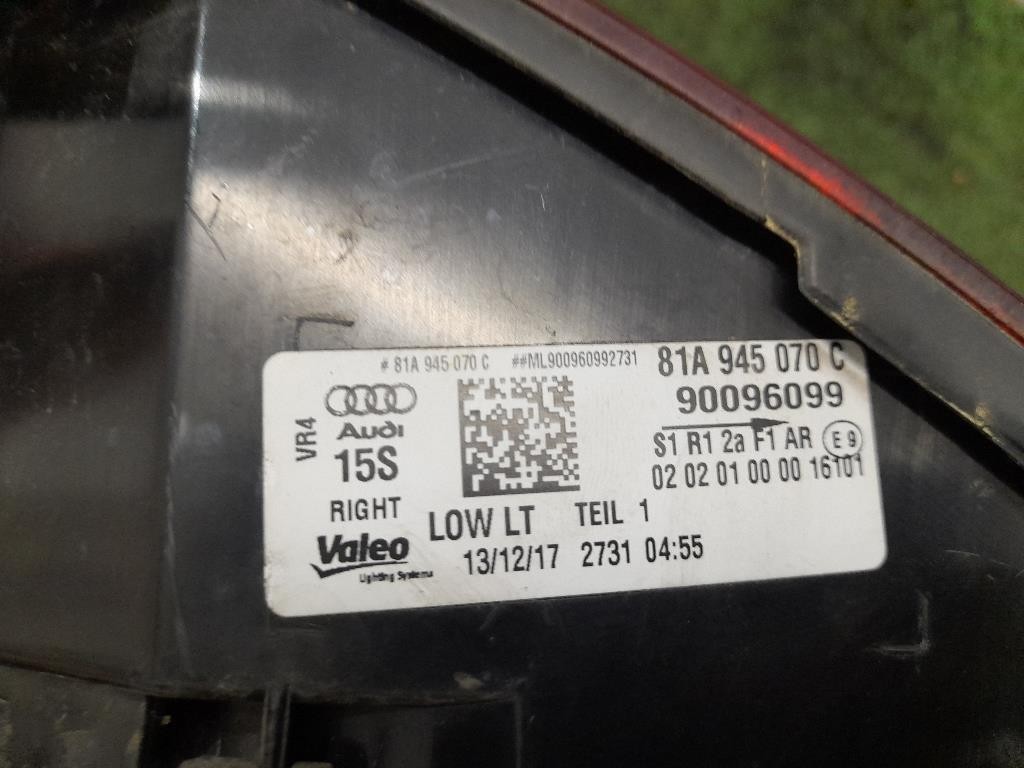 # 81A 945 070 C ##ML900960992731 81A 945 070 C
90096099
VR4
Audi
15S
S1 R1 2a F1 AR E9
02 02 01 00 00 16101
RIGHT
LOW LT TEIL 1
Valeo
Lighting Systems
13/12/17 2731 04:55